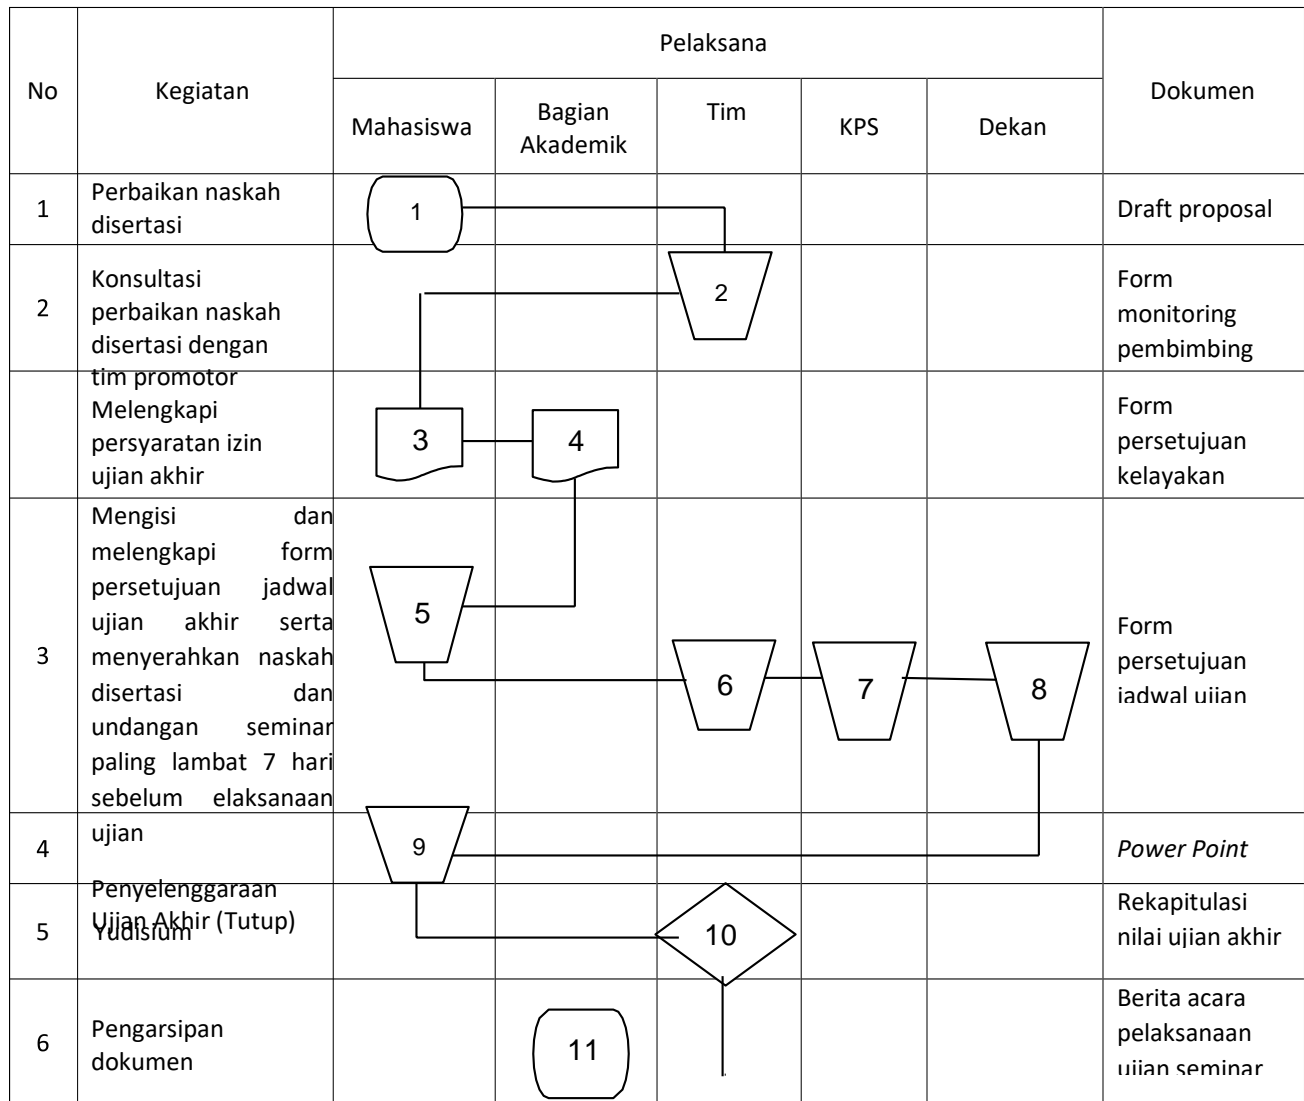 No
Kegiatan
Pelaksana
Dokumen
Mahasiswa
Bagian
Akademik
Tim
KPS
Dekan
1
Perbaikan naskah
disertasi
1
Draft proposal
2
Konsultasi
perbaikan naskah
disertasi dengan
tim promotor
2
Form
monitoring
pembimbing
Melengkapi
persyaratan izin
ujian akhir
3
4
Form
persetujuan
kelayakan
3
Mengisi dan
melengkapi form
persetujuan jadwal
ujian akhir serta
menyerahkan naskah
disertasi dan
undangan seminar
paling lambat 7 hari
sebelum elaksanaan
ujian
5
6
7
8
Form
persetujuan
jadwal ujian
4
Penyelenggaraan
Ujian Akhir (Tutup)
9
Power Point
5
Yudisium
10
Rekapitulasi
nilai ujian akhir
6
Pengarsipan
dokumen
11
Berita acara
pelaksanaan
ujian seminar